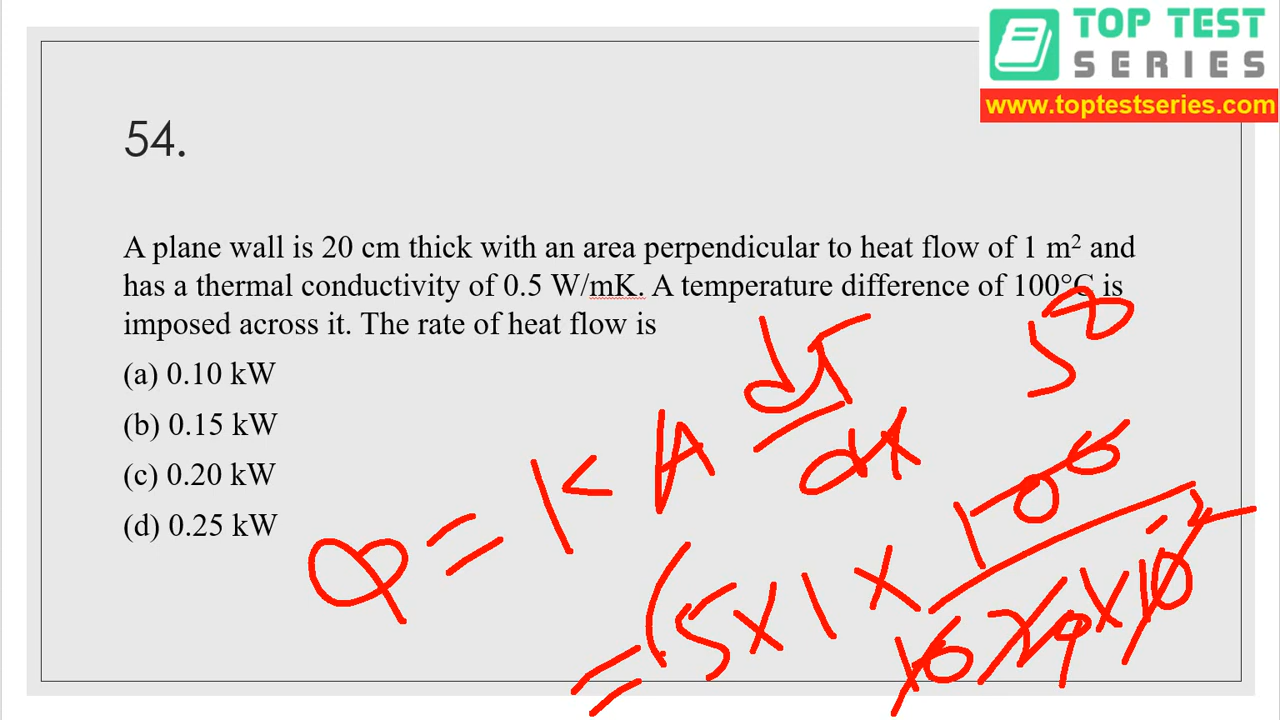 TOP TEST
SERIES
www.toptestseries.com
54.
A plane wall is 20 cm thick with an area perpendicular to heat flow of 1 m² and
has a thermal conductivity of 0.5 W/mK. A temperature difference of 100°C is
imposed across it. The rate of heat flow is
(a) 0.10 kW
(b) 0.15 kW
(c) 0.20 kW
(d) 0.25 kW
Q = K A dT/dx